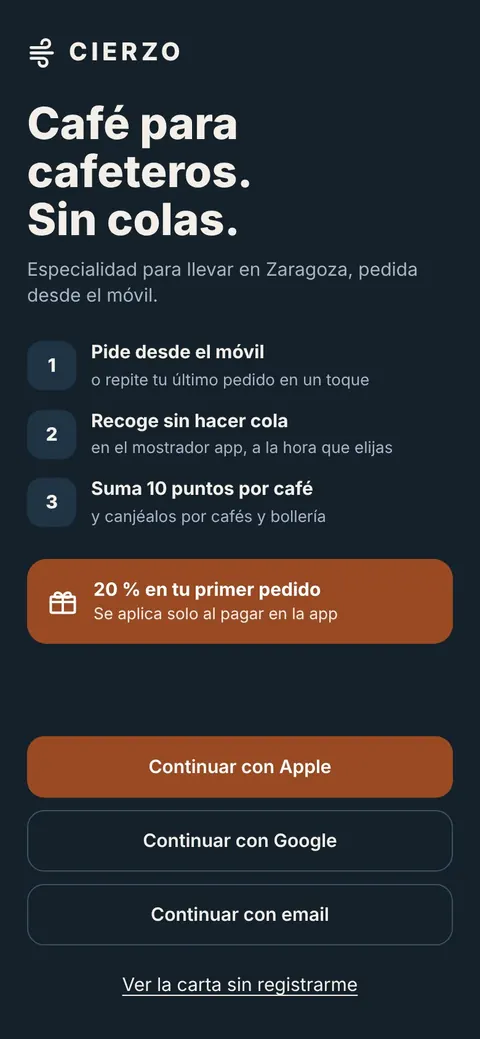 CIERZO
Café para
cafeteros.
Sin colas.
Especialidad para llevar en Zaragoza, pedida
desde el móvil.
1
Pide desde el móvil
o repite tu último pedido en un toque
2
Recoge sin hacer cola
en el mostrador app, a la hora que elijas
3
Suma 10 puntos por café
y canjéalos por cafés y bollería
20 % en tu primer pedido
Se aplica solo al pagar en la app
Continuar con Apple
Continuar con Google
Continuar con email
Ver la carta sin registrarme